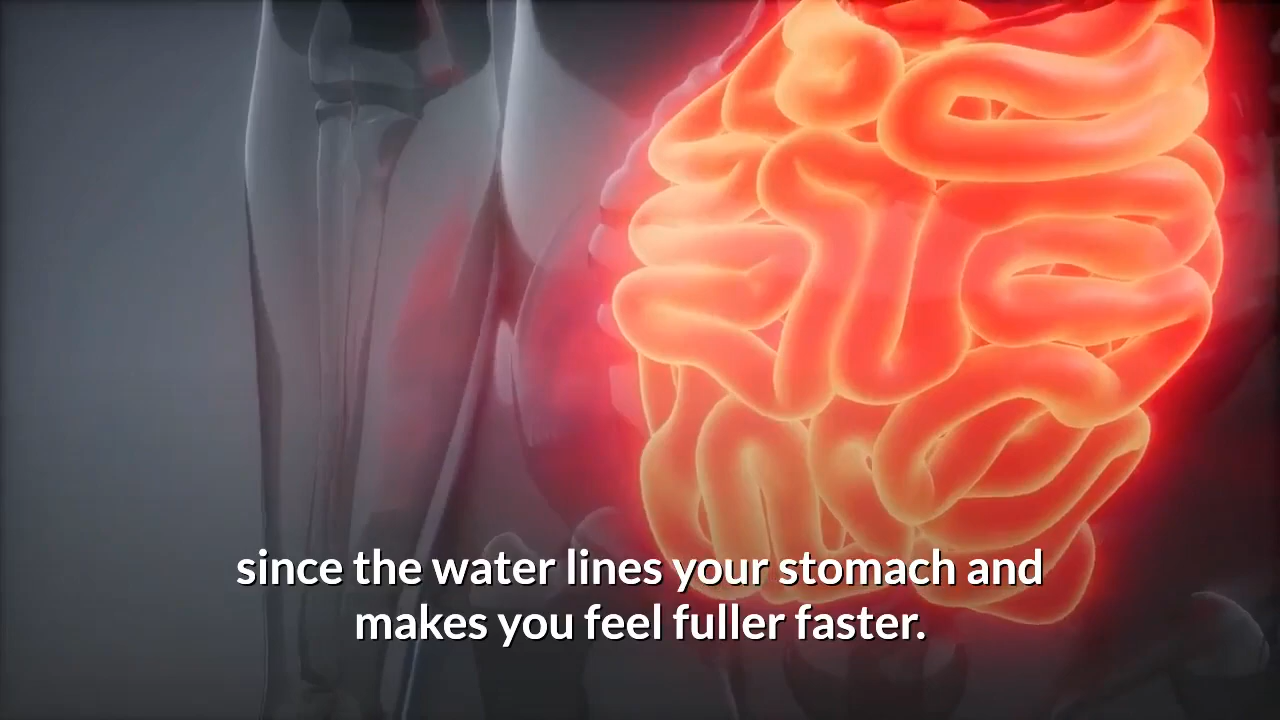 since the water lines your stomach and
makes you feel fuller faster.